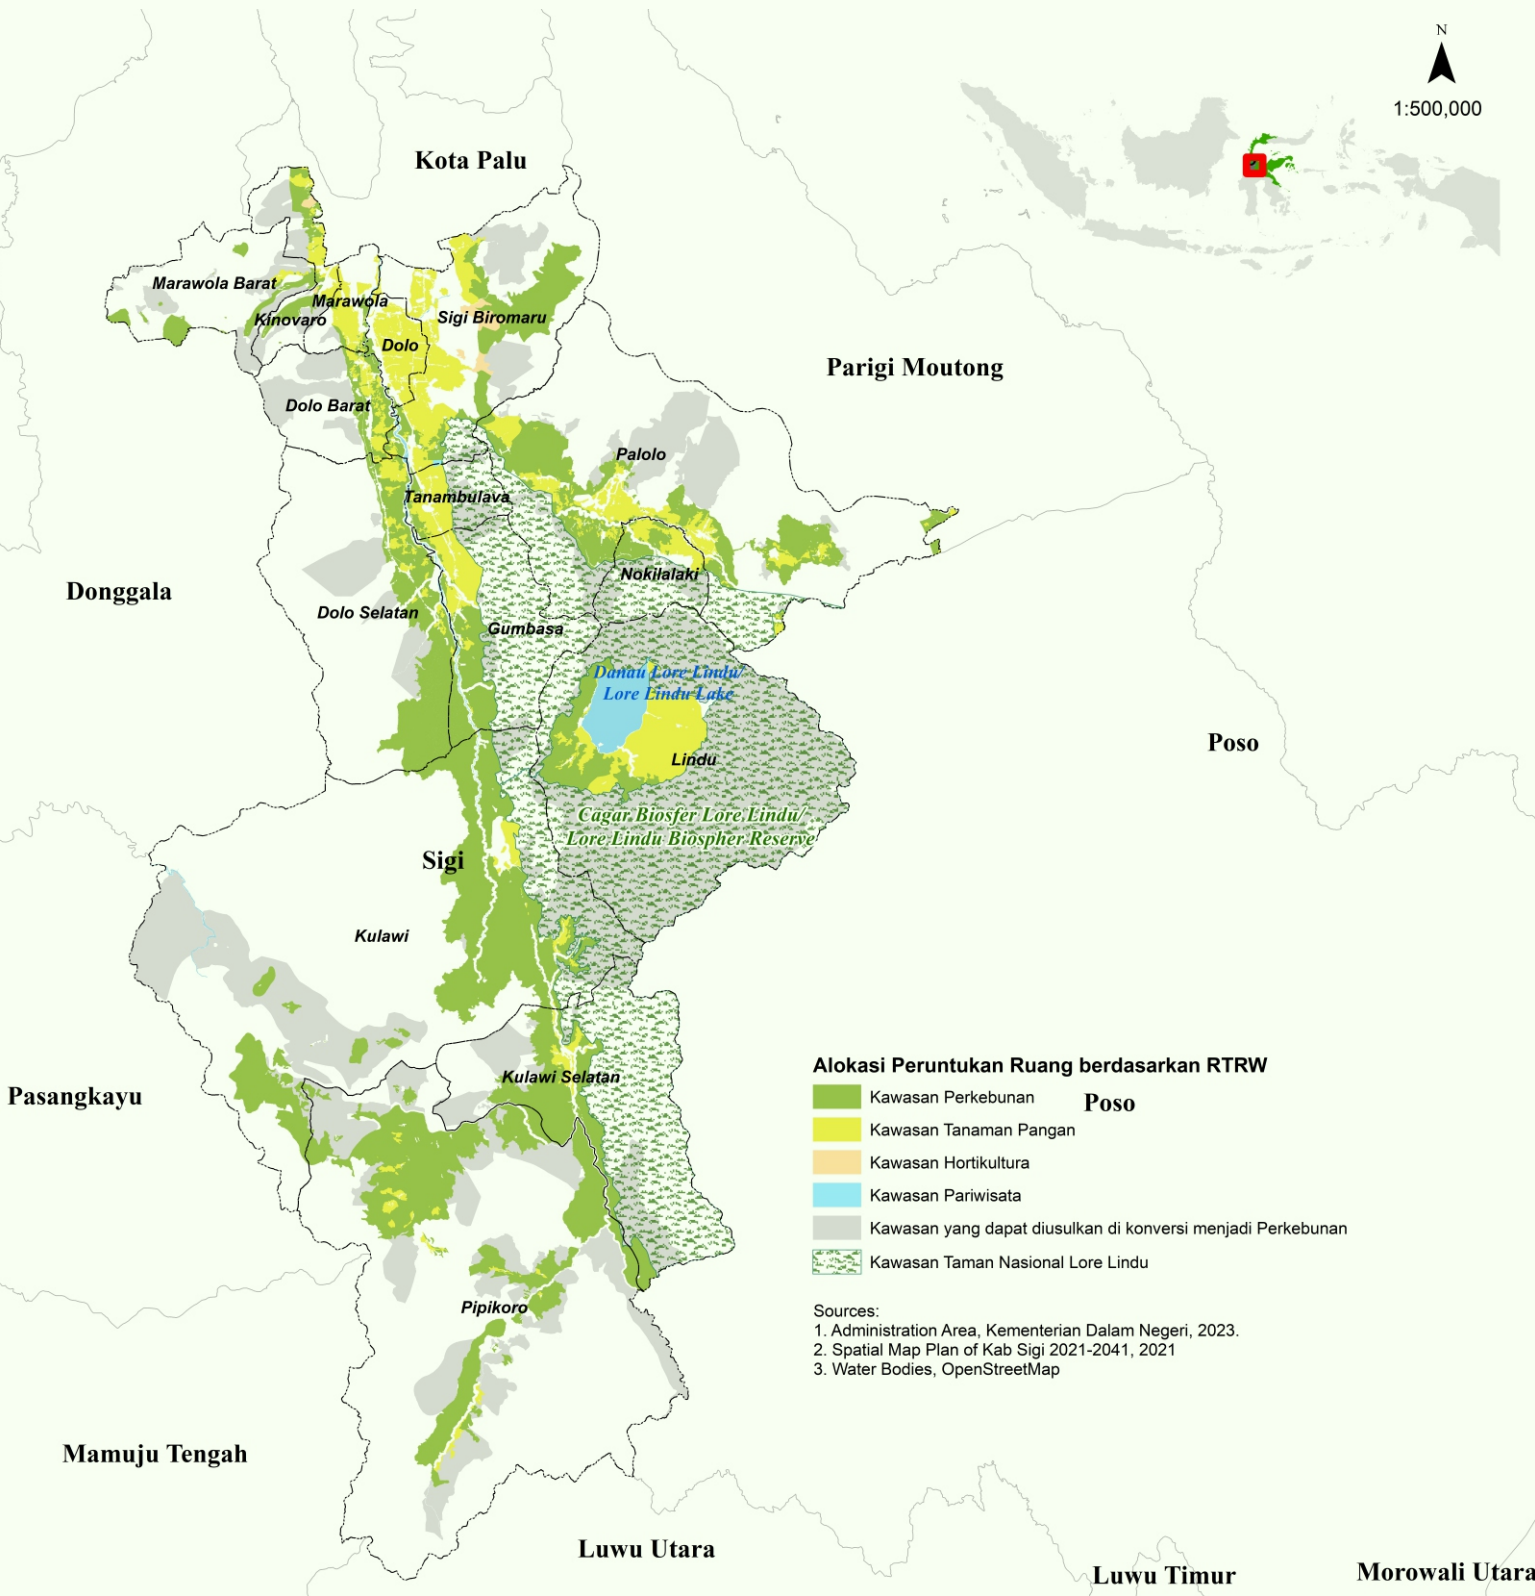 N
1:500,000
Kota Palu
Marawola Barat
Marawola
Kinovaro
Sigi Biromaru
Dolo
Parigi Moutong
Dolo Barat
Palolo
Tanambulava
Nokilalaki
Donggala
Dolo Selatan
Gumbasa
Danau Lore Lindu/
Lore Lindu Lake
Poso
Lindu
Cagar Biosfer Lore Lindu/
Lore Lindu Biospher Reserve
Sigi
Kulawi
Pasangkayu
Kulawi Selatan
Alokasi Peruntukan Ruang berdasarkan RTRW
Kawasan Perkebunan
Poso
Kawasan Tanaman Pangan
Kawasan Hortikultura
Kawasan Pariwisata
Kawasan yang dapat diusulkan di konversi menjadi Perkebunan
Kawasan Taman Nasional Lore Lindu
Pipikoro
Sources:
1. Administration Area, Kementerian Dalam Negeri, 2023.
2. Spatial Map Plan of Kab Sigi 2021-2041, 2021
3. Water Bodies, OpenStreetMap
Mamuju Tengah
Luwu Utara
Luwu Timur
Morowali Utara